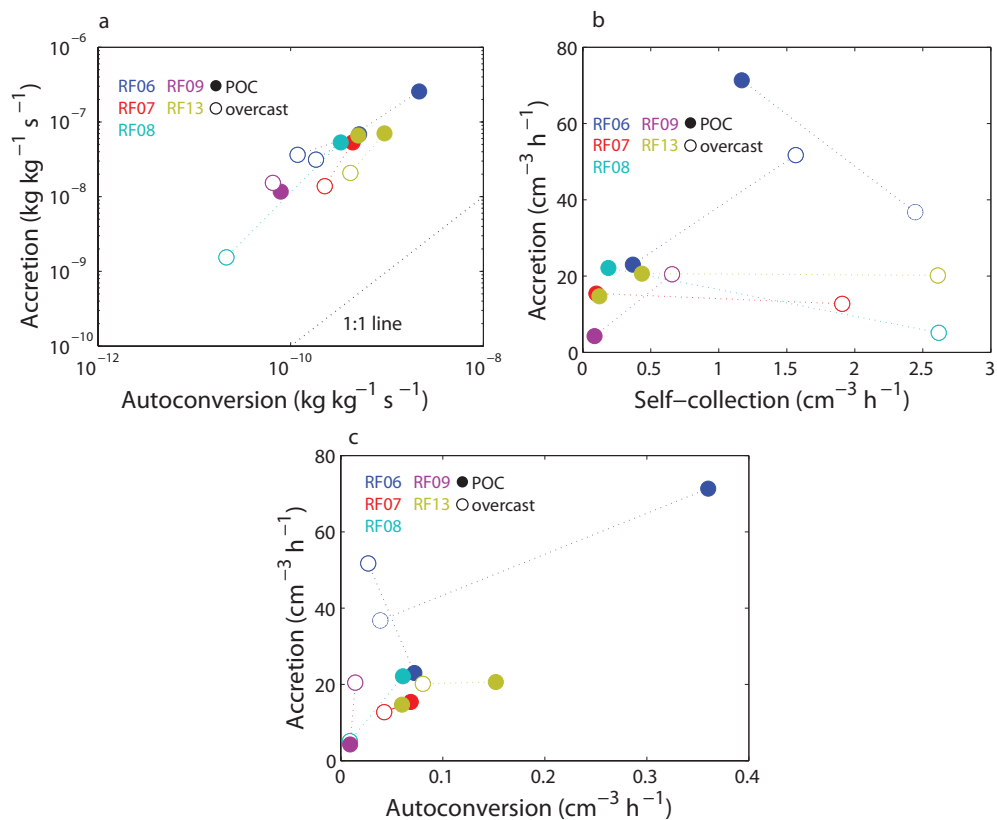 a
Accretion (kg kg⁻¹ s⁻¹)
10⁻⁶
10⁻⁷
10⁻⁸
10⁻⁹
10⁻¹⁰
RF06 RF09 POC
RF07 RF13 overcast
RF08
1:1 line
10⁻¹² 10⁻¹⁰ 10⁻⁸
Autoconversion (kg kg⁻¹ s⁻¹)
b
Accretion (cm⁻³ h⁻¹)
80
60
40
20
0
RF06 RF09 POC
RF07 RF13 overcast
RF08
0 0.5 1 1.5 2 2.5 3
Self−collection (cm⁻³ h⁻¹)
c
Accretion (cm⁻³ h⁻¹)
80
60
40
20
0
RF06 RF09 POC
RF07 RF13 overcast
RF08
0 0.1 0.2 0.3 0.4
Autoconversion (cm⁻³ h⁻¹)